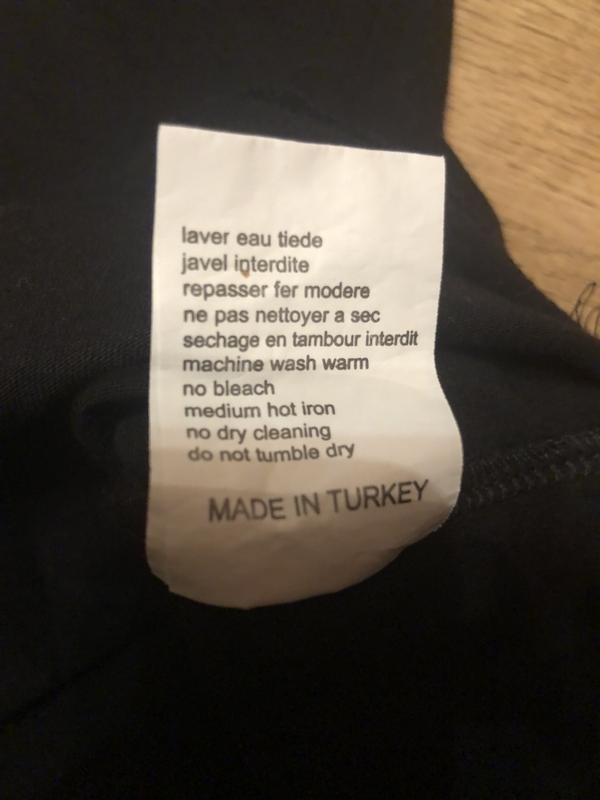 laver eau tiede
javel interdite
repasser fer modere
ne pas nettoyer a sec
sechage en tambour interdit
machine wash warm
no bleach
medium hot iron
no dry cleaning
do not tumble dry
MADE IN TURKEY